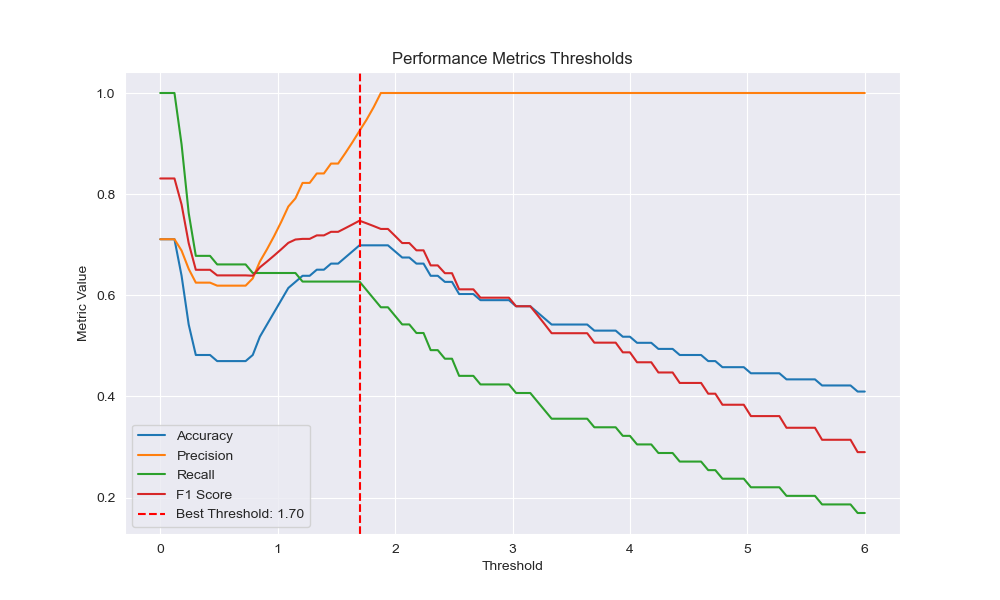 Performance Metrics Thresholds
1.0
0.8
0.6
0.4
0.2
Metric Value
Accuracy
Precision
Recall
F1 Score
Best Threshold: 1.70
0 1 2 3 4 5 6
Threshold